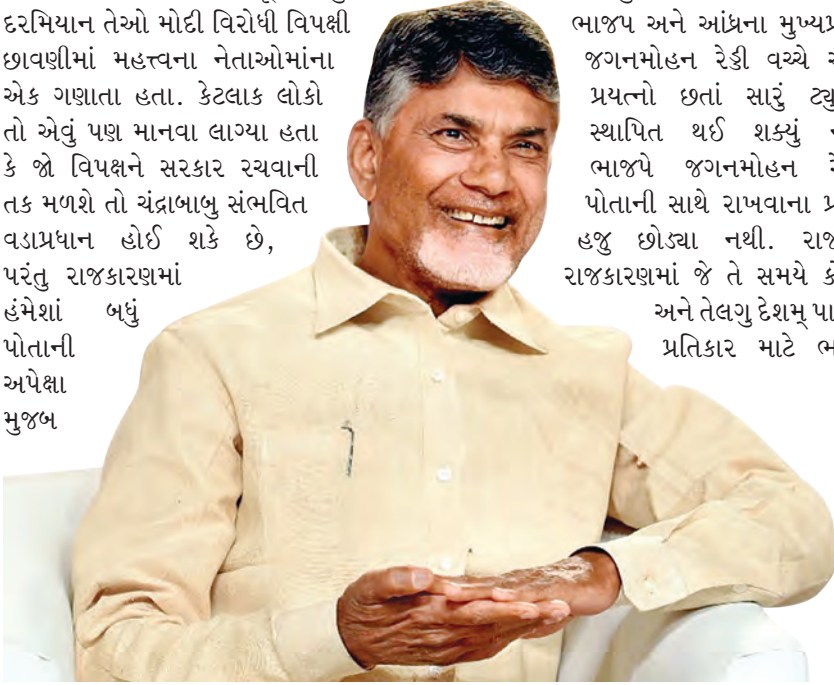 દરમિયાન તેઓ મોદી વિરોધી વિપક્ષી
છાવણીમાં મહત્ત્વના નેતાઓમાંના
એક ગણાતા હતા. કેટલાક લોકો
તો એવું પણ માનવા લાગ્યા હતા
કે જો વિપક્ષને સરકાર રચવાની
તક મળશે તો ચંદ્રાબાબુ સંભવિત
વડાપ્રધાન હોઈ શકે છે,
પરંતુ રાજકારણમાં
હંમેશાં બધું
પોતાની
અપેક્ષા
મુજબ
ભાજપ અને આંધ્રના
જગનમોહન રેડ્ડી વચ્ચે
પ્રયત્નો છતાં સારું
સ્થાપિત થઈ શક્યું
ભાજપે જગનમોહન
પોતાની સાથે રાખવાના
હજુ છોડ્યા નથી.
રાજકારણમાં જે તે સમયે
અને તેલગુ દેશમ્
પ્રતિકાર માટે